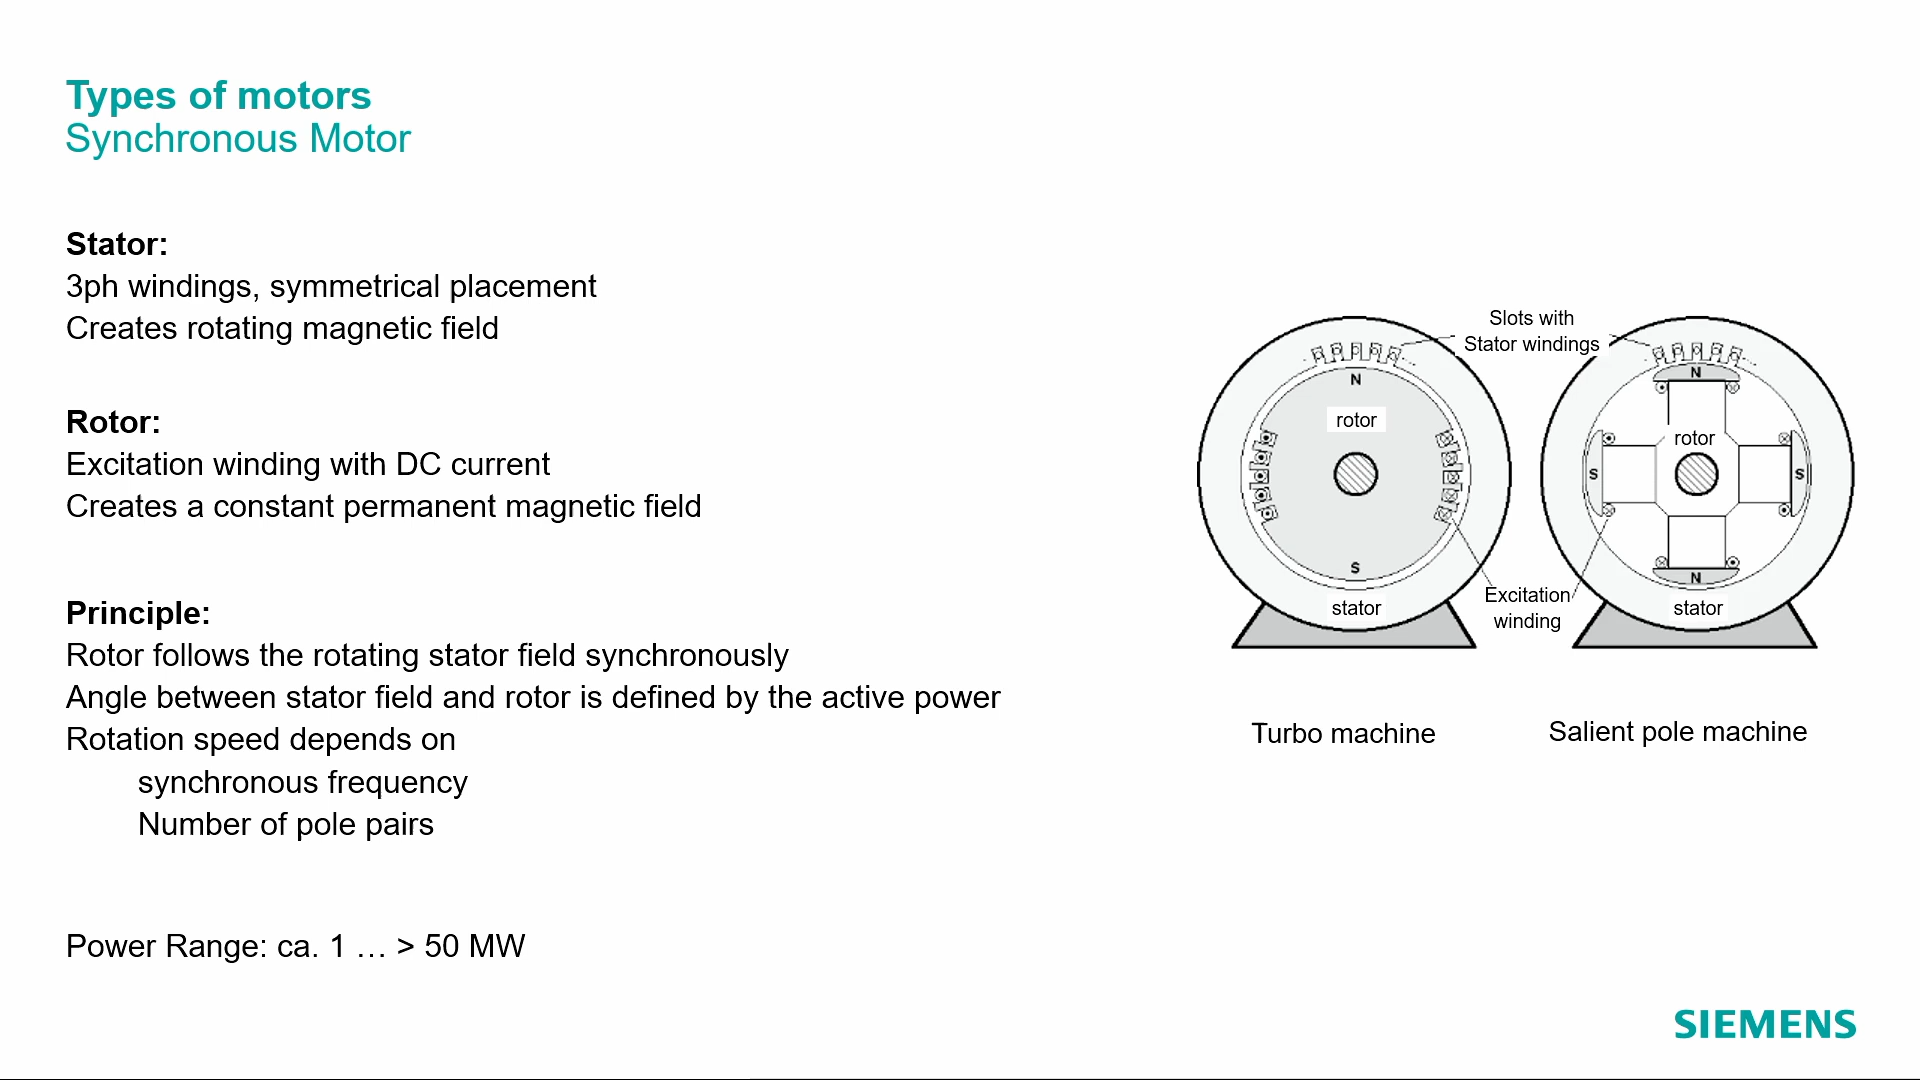 Types of motors
Synchronous Motor
Stator:
3ph windings, symmetrical placement
Creates rotating magnetic field
Rotor:
Excitation winding with DC current
Creates a constant permanent magnetic field
Principle:
Rotor follows the rotating stator field synchronously
Angle between stator field and rotor is defined by the active power
Rotation speed depends on
synchronous frequency
Number of pole pairs
Power Range: ca. 1 … > 50 MW
Slots with
Stator windings
N
rotor
S
stator
N
rotor
S
S
N
stator
Excitation
winding
Turbo machine
Salient pole machine
SIEMENS